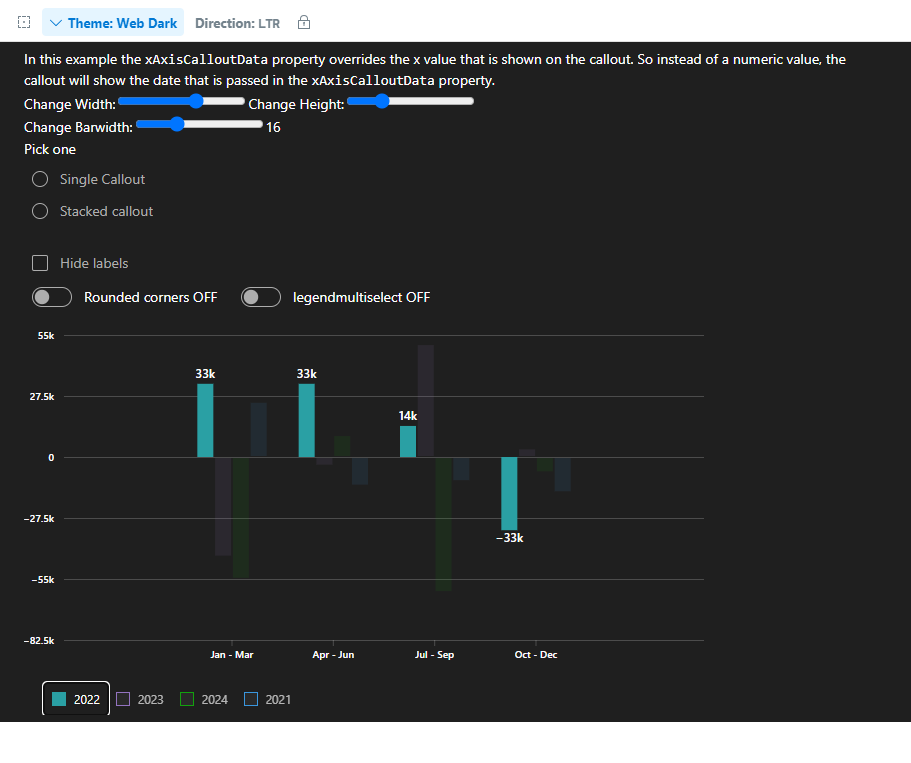 Theme: Web Dark Direction: LTR
In this example the xAxisCalloutData property overrides the x value that is shown on the callout. So instead of a numeric value, the
callout will show the date that is passed in the xAxisCalloutData property.
Change Width: Change Height:
Change Barwidth: 16
Pick one
Single Callout
Stacked callout
Hide labels
Rounded corners OFF legendmultiselect OFF
55k
33k 33k
27.5k
14k
0
−27.5k
−33k
−55k
−82.5k
Jan - Mar Apr - Jun Jul - Sep Oct - Dec
2022 2023 2024 2021